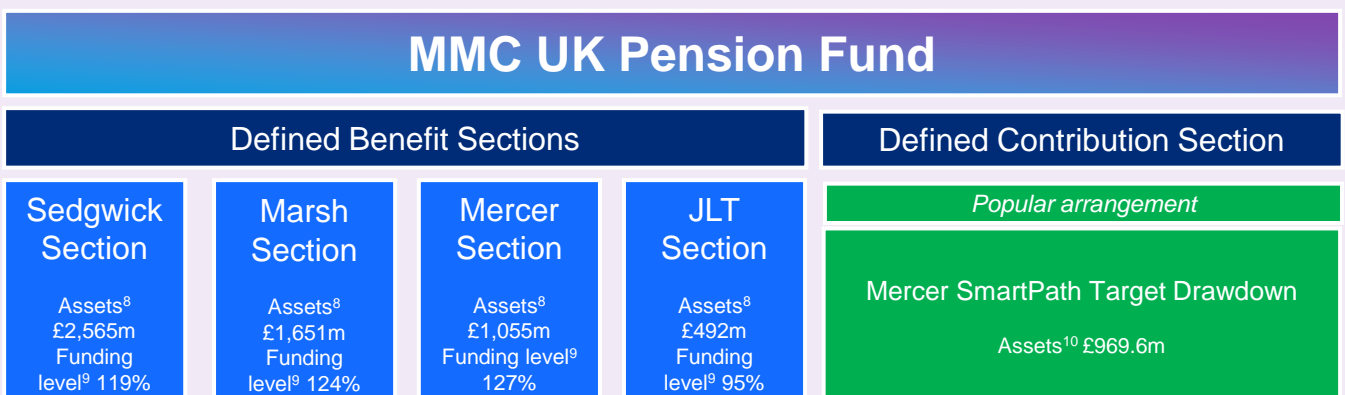 MMC UK Pension Fund
Defined Benefit Sections
Defined Contribution Section
Sedgwick
Section
Assets⁸
£2,565m
Funding
level⁹ 119%
Marsh
Section
Assets⁸
£1,651m
Funding
level⁹ 124%
Mercer
Section
Assets⁸
£1,055m
Funding level⁹
127%
JLT
Section
Assets⁸
£492m
Funding
level⁹ 95%
Popular arrangement
Mercer SmartPath Target Drawdown
Assets¹⁰ £969.6m